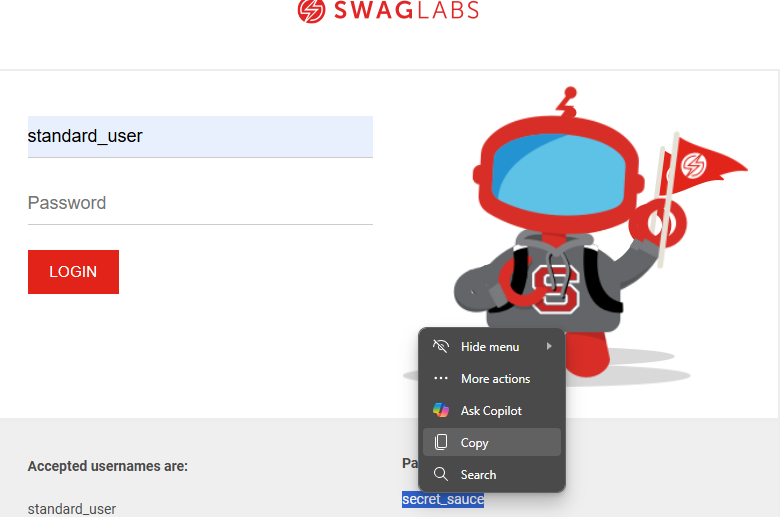 SWAGLABS
standard_user
Password
LOGIN
Hide menu
More actions
Ask Copilot
Copy
Search
Accepted usernames are:
standard_user
Pa
secret_sauce